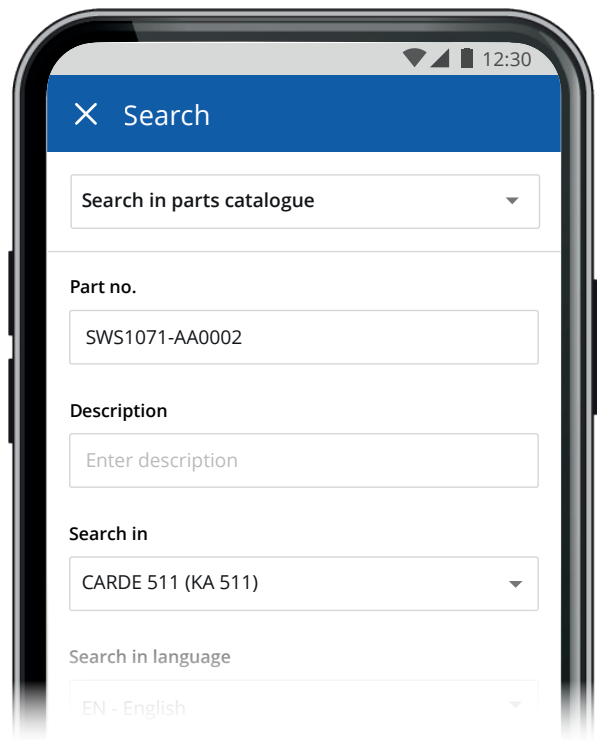 12:30
Search
Search in parts catalogue
Part no.
SWS1071-AA0002
Description
Enter description
Search in
CARDE 511 (KA 511)
Search in language
EN - English